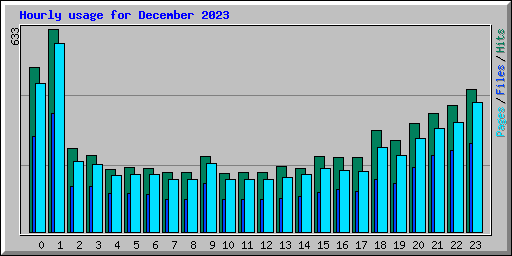 Hourly usage for December 2023
633
Pages/Files/Hits
0 1 2 3 4 5 6 7 8 9 10 11 12 13 14 15 16 17 18 19 20 21 22 23